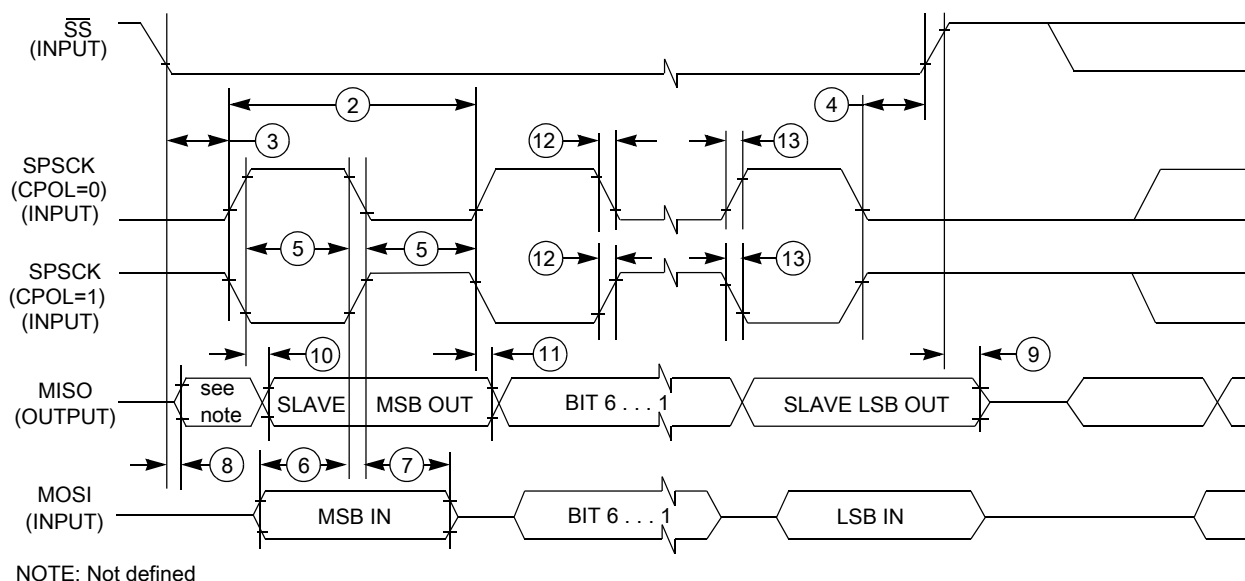 SS
(INPUT)
2
4
3
12
13
SPSCK
(CPOL=0)
(INPUT)
5
5
SPSCK
(CPOL=1)
(INPUT)
12
13
10
11
9
MISO
(OUTPUT)
see
note
SLAVE
MSB OUT
BIT 6 . . . 1
SLAVE LSB OUT
8
6
7
MOSI
(INPUT)
MSB IN
BIT 6 . . . 1
LSB IN
NOTE: Not defined